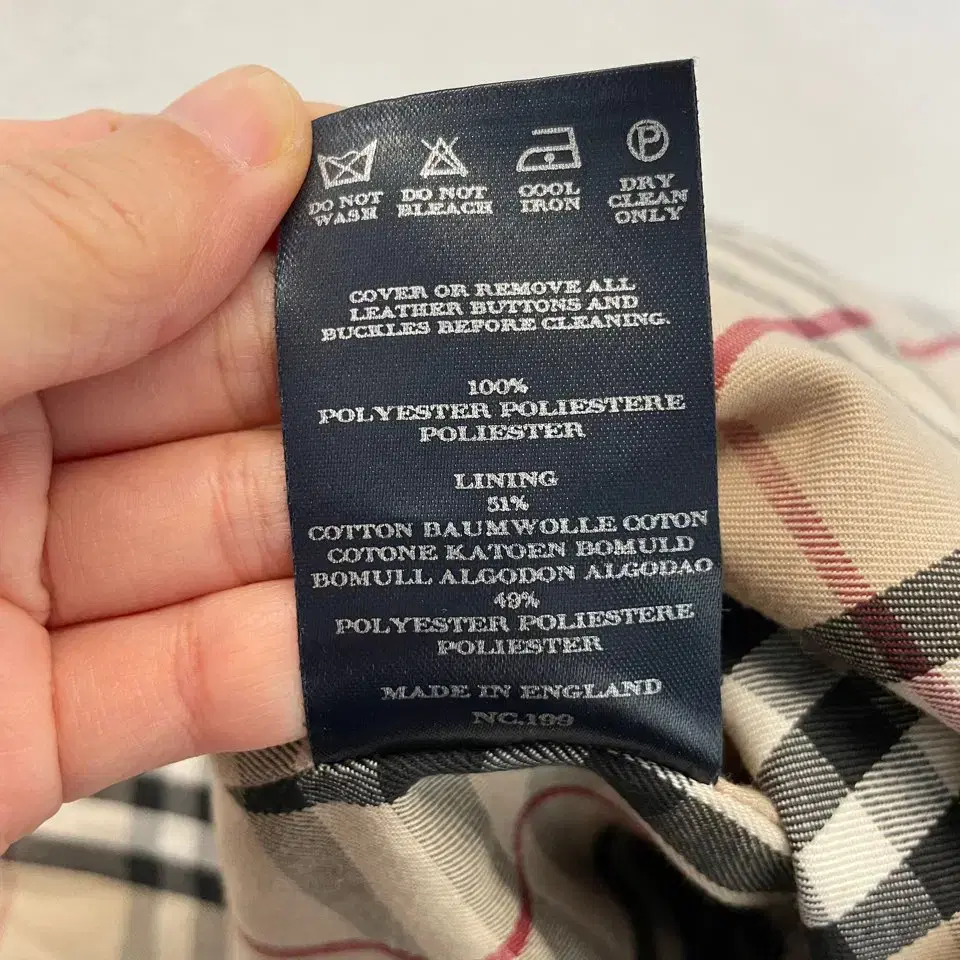 DO NOT WASH
DO NOT BLEACH
COOL IRON
P
DRY CLEAN ONLY
COVER OR REMOVE ALL
LEATHER BUTTONS AND
BUCKLES BEFORE CLEANING.
100%
POLYESTER POLIESTERE
POLIESTER
LINING
51%
COTTON BAUMWOLLE COTON
COTONE KATOEN BOMULD
BOMULL ALGODON ALGODAO
49%
POLYESTER POLIESTERE
POLIESTER
MADE IN ENGLAND
NC.199